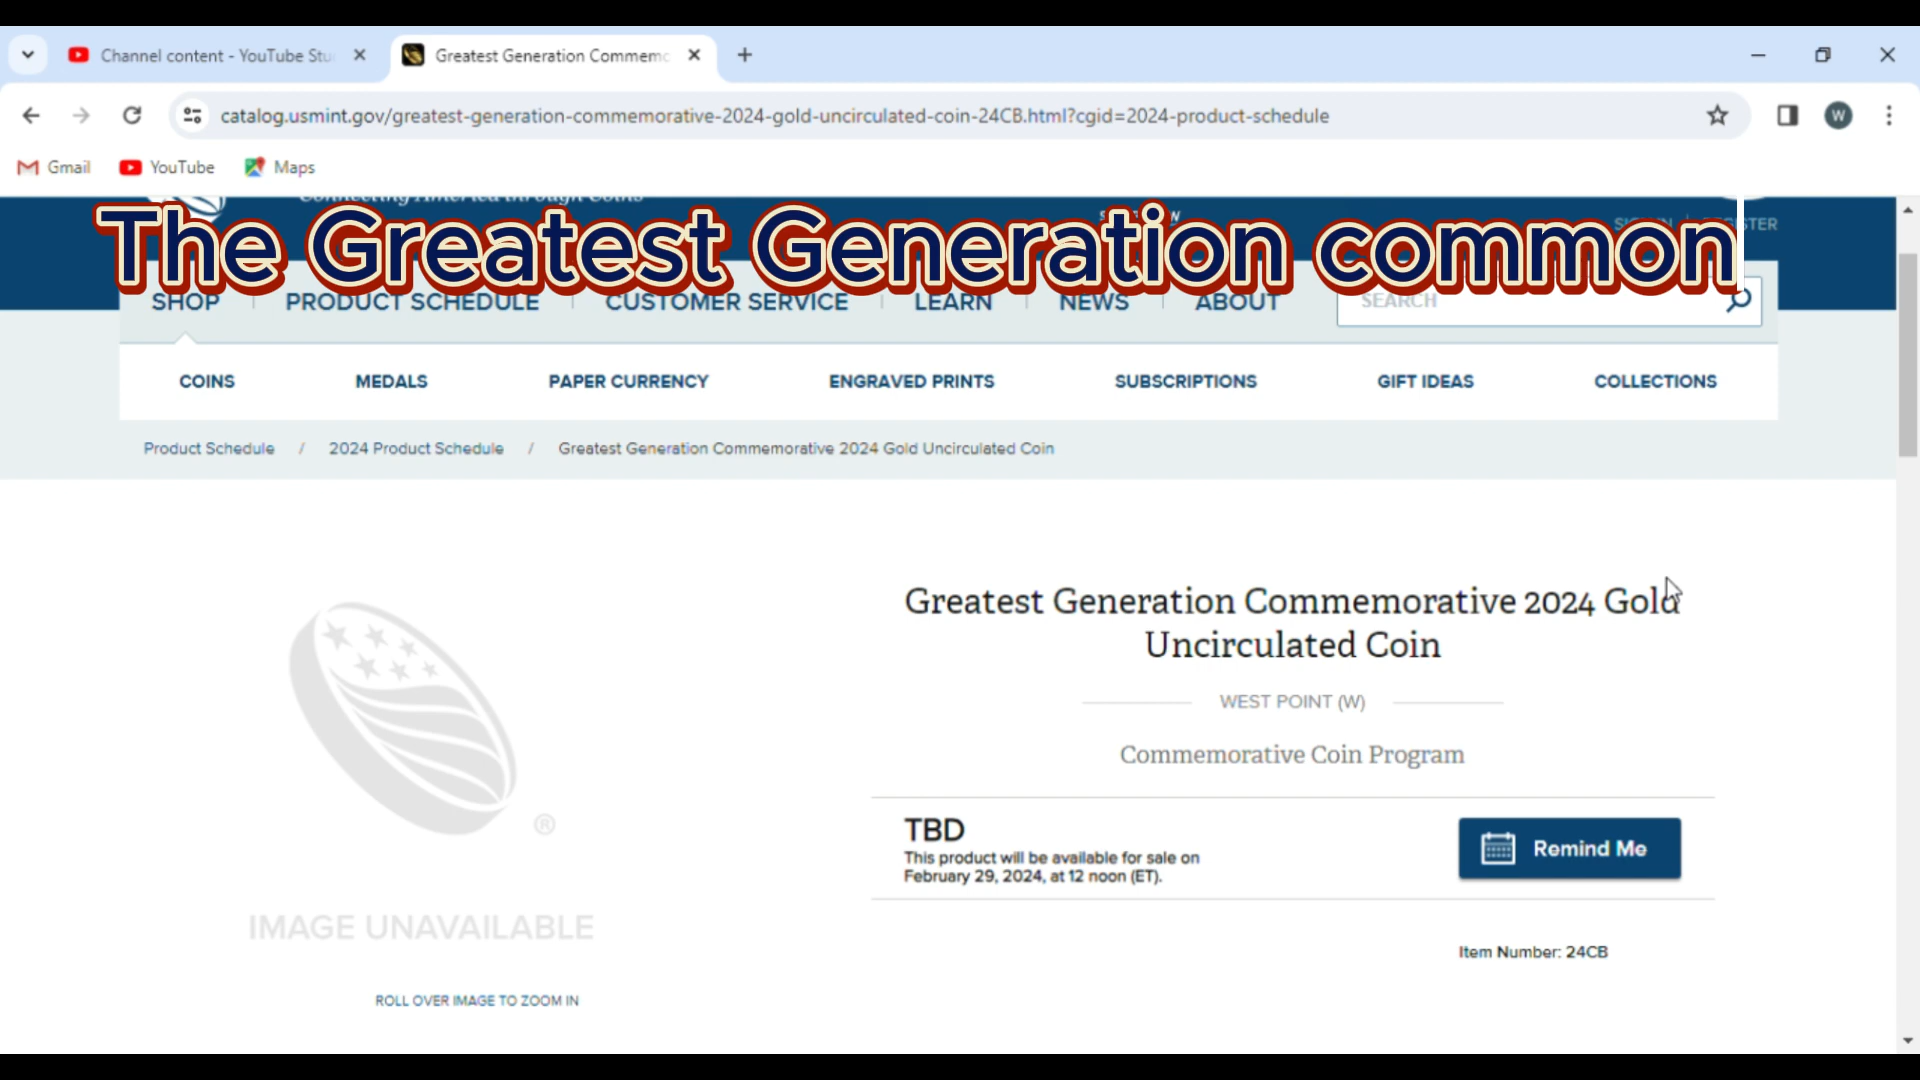 Channel content - YouTube Stu
Greatest Generation Commemo
catalog.usmint.gov/greatest-generation-commemorative-2024-gold-uncirculated-coin-24CB.html?cgid=2024-product-schedule
W
Gmail
YouTube
Maps
The Greatest Generation common
SHOP
PRODUCT SCHEDULE
CUSTOMER SERVICE
LEARN
NEWS
ABOUT
SEARCH
COINS
MEDALS
PAPER CURRENCY
ENGRAVED PRINTS
SUBSCRIPTIONS
GIFT IDEAS
COLLECTIONS
Product Schedule / 2024 Product Schedule / Greatest Generation Commemorative 2024 Gold Uncirculated Coin
Greatest Generation Commemorative 2024 Gold
Uncirculated Coin
WEST POINT (W)
Commemorative Coin Program
TBD
This product will be available for sale on
February 29, 2024, at 12 noon (ET).
Remind Me
®
IMAGE UNAVAILABLE
Item Number: 24CB
ROLL OVER IMAGE TO ZOOM IN